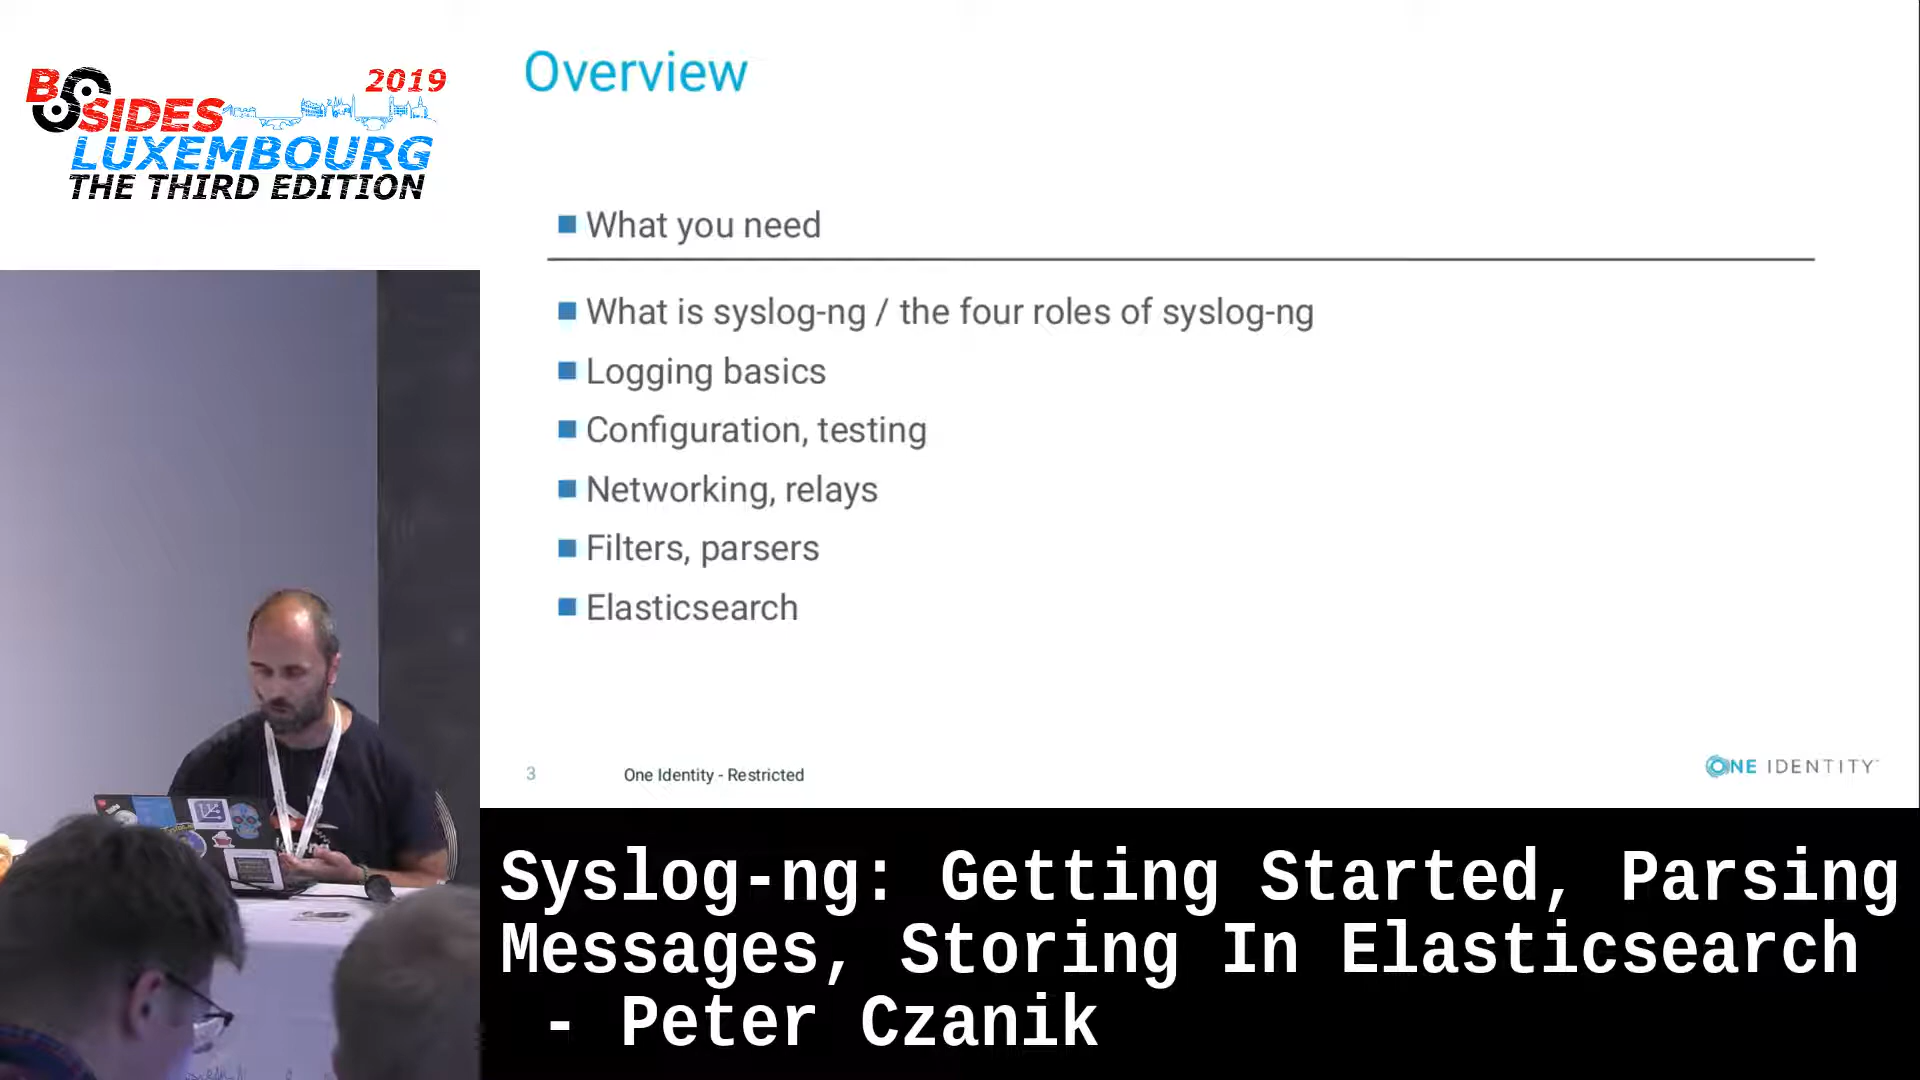 2019
BSIDES
LUXEMBOURG
THE THIRD EDITION
Overview
What you need
What is syslog-ng / the four roles of syslog-ng
Logging basics
Configuration, testing
Networking, relays
Filters, parsers
Elasticsearch
3
One Identity - Restricted
ONE IDENTITY
Syslog-ng: Getting Started, Parsing
Messages, Storing In Elasticsearch
- Peter Czanik